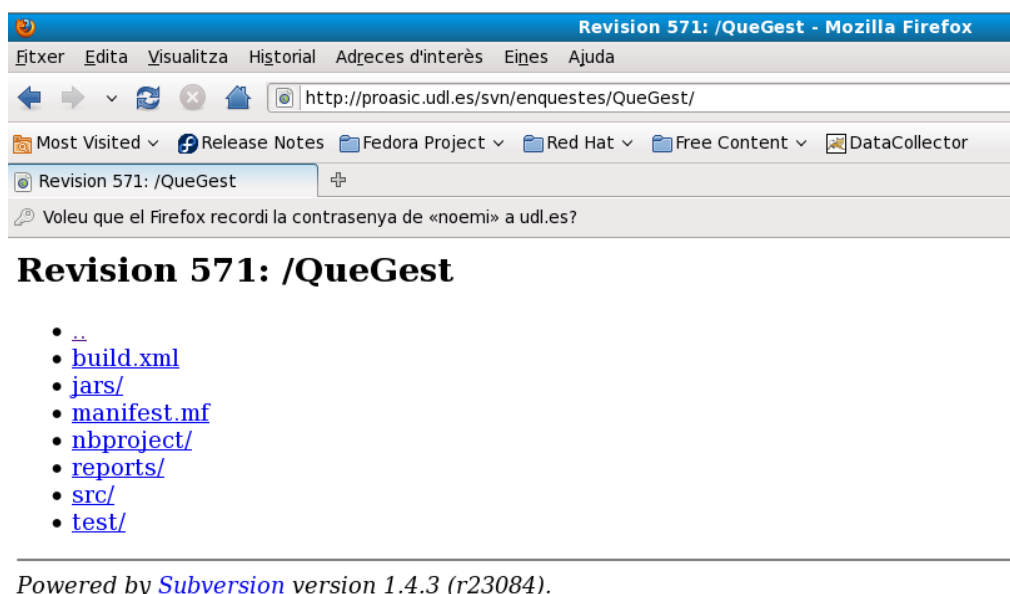 Revision 571: /QueGest - Mozilla Firefox
Fitxer Edita Visualitza Historial Adreces d'interès Eines Ajuda
http://proasic.udl.es/svn/enquestes/QueGest/
Most Visited Release Notes Fedora Project Red Hat Free Content DataCollector
Revision 571: /QueGest
Voleu que el Firefox recordi la contrasenya de «noemi» a udl.es?
Revision 571: /QueGest
..
build.xml
jars/
manifest.mf
nbproject/
reports/
src/
test/
Powered by Subversion version 1.4.3 (r23084).